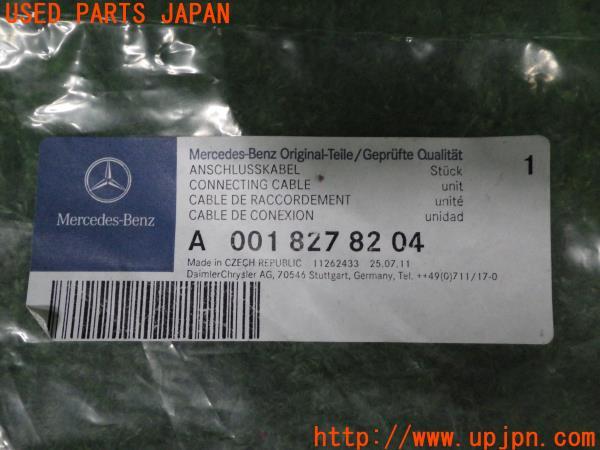 USED PARTS JAPAN
Mercedes-Benz
Mercedes-Benz Original-Teile/Geprüfte Qualität
1
ANSCHLUSSKABEL Stück
CONNECTING CABLE unit
CABLE DE RACCORDEMENT unité
CABLE DE CONEXION unidad
A 001 827 82 04
Made in CZECH REPUBLIC 11262433 25.07.11
DaimlerChrysler AG, 70546 Stuttgart, Germany, Tel. ++49(0)711/17-0
www.upjpn.com